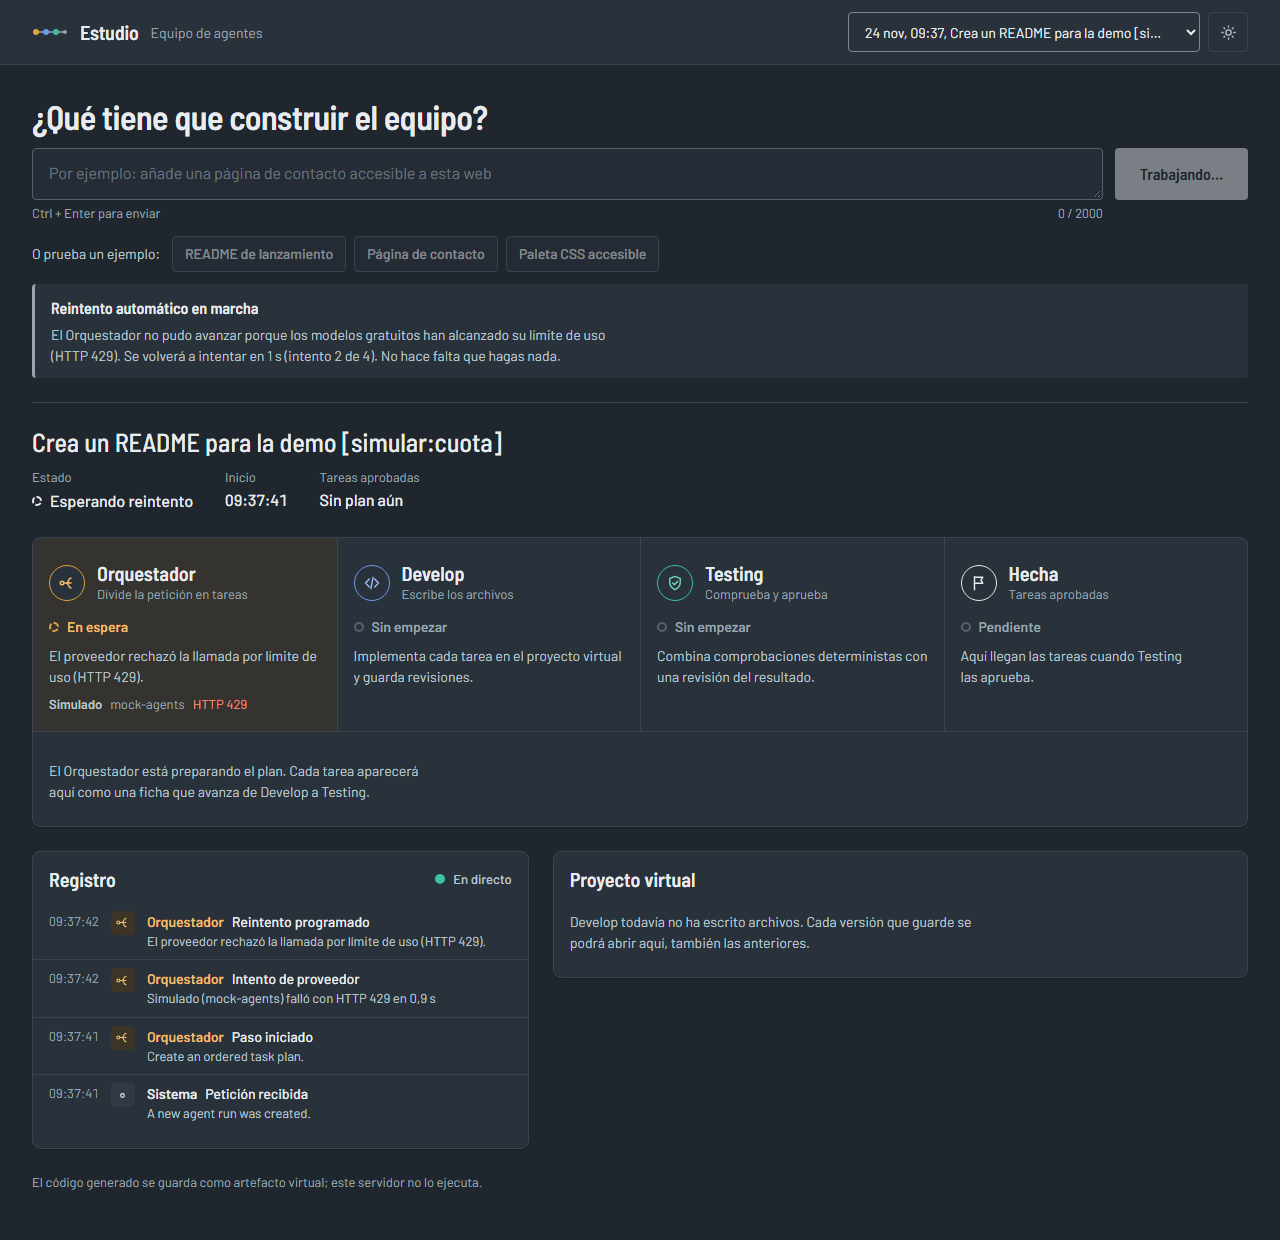 Estudio Equipo de agentes
24 nov, 09:37, Crea un README para la demo [si...
¿Qué tiene que construir el equipo?
Por ejemplo: añade una página de contacto accesible a esta web
Trabajando...
Ctrl + Enter para enviar
0 / 2000
O prueba un ejemplo: README de lanzamiento Página de contacto Paleta CSS accesible
Reintento automático en marcha
El Orquestador no pudo avanzar porque los modelos gratuitos han alcanzado su límite de uso
(HTTP 429). Se volverá a intentar en 1 s (intento 2 de 4). No hace falta que hagas nada.
Crea un README para la demo [simular:cuota]
Estado
Esperando reintento
Inicio
09:37:41
Tareas aprobadas
Sin plan aún
Orquestador
Divide la petición en tareas
En espera
El proveedor rechazó la llamada por límite de
uso (HTTP 429).
Simulado mock-agents HTTP 429
Develop
Escribe los archivos
Sin empezar
Implementa cada tarea en el proyecto virtual
y guarda revisiones.
Testing
Comprueba y aprueba
Sin empezar
Combina comprobaciones deterministas con
una revisión del resultado.
Hecha
Tareas aprobadas
Pendiente
Aquí llegan las tareas cuando Testing
las aprueba.
El Orquestador está preparando el plan. Cada tarea aparecerá
aquí como una ficha que avanza de Develop a Testing.
Registro
En directo
09:37:42 Orquestador Reintento programado
El proveedor rechazó la llamada por límite de uso (HTTP 429).
09:37:42 Orquestador Intento de proveedor
Simulado (mock-agents) falló con HTTP 429 en 0,9 s
09:37:41 Orquestador Paso iniciado
Create an ordered task plan.
09:37:41 Sistema Petición recibida
A new agent run was created.
Proyecto virtual
Develop todavía no ha escrito archivos. Cada versión que guarde se
podrá abrir aquí, también las anteriores.
El código generado se guarda como artefacto virtual; este servidor no lo ejecuta.